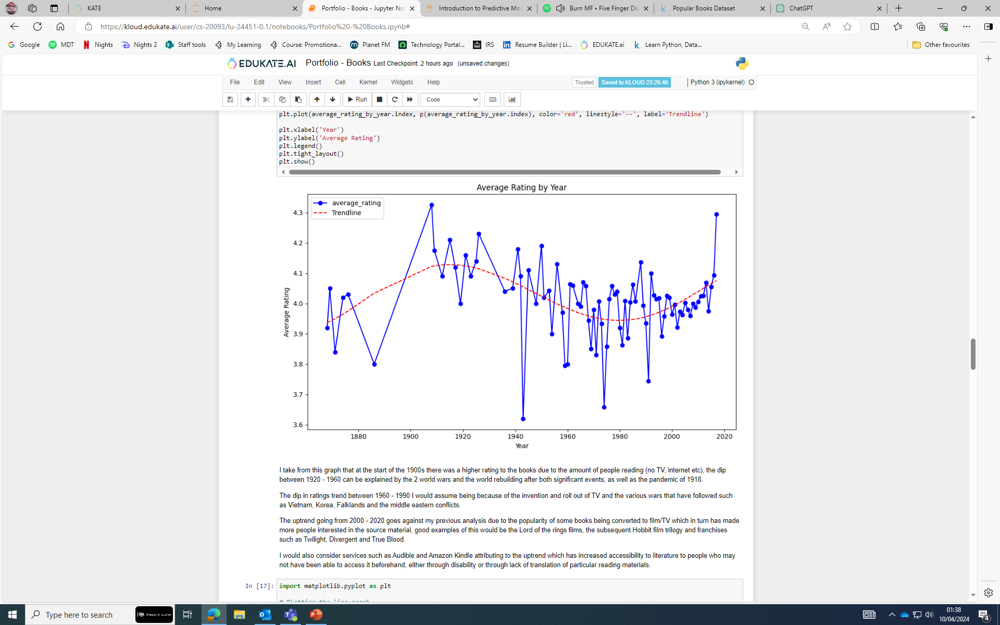 KATE
Home
Portfolio - Books - Jupyter No
Introduction to Predictive Mo
Burn MF • Five Finger De
Popular Books Dataset
ChatGPT
https://kloud.edukate.ai/user/cs-20093/lu-24451-0.1/notebooks/Portfolio%20-%20Books.ipynb#
Google MDT Nights Nights 2 Staff tools My Learning Course: Promotiona... Planet FM Technology Portal... IRS Resume Builder | Li... EDUKATE.ai Learn Python, Data... Other favourites
EDUKATE.AI Portfolio - Books Last Checkpoint: 2 hours ago (unsaved changes)
File Edit View Insert Cell Kernel Widgets Help Trusted Saved to KLOUD 23:26:46 Python 3 (ipykernel)
Run Code
plt.plot(average_rating_by_year.index, p(average_rating_by_year.index), color='red', linestyle='--', label='Trendline')
plt.xlabel('Year')
plt.ylabel('Average Rating')
plt.legend()
plt.tight_layout()
plt.show()
Average Rating by Year
average_rating
Trendline
4.3
4.2
4.1
4.0
3.9
3.8
3.7
3.6
Average Rating
1880 1900 1920 1940 1960 1980 2000 2020
Year
I take from this graph that at the start of the 1900s there was a higher rating to the books due to the amount of people reading (no TV, internet etc), the dip
between 1920 - 1960 can be explained by the 2 world wars and the world rebuilding after both significant events, as well as the pandemic of 1918.
The dip in ratings trend between 1960 - 1990 I would assume being because of the invention and roll out of TV and the various wars that have followed such
as Vietnam, Korea, Falklands and the middle eastern conflicts.
The uptrend going from 2000 - 2020 goes against my previous analysis due to the popularity of some books being converted to film/TV which in turn has made
more people interested in the source material, good examples of this would be the Lord of the rings films, the subsequent Hobbit film trilogy and franchises
such as Twilight, Divergent and True Blood.
I would also consider services such as Audible and Amazon Kindle attributing to the uptrend which has increased accessibility to literature to people who may
not have been able to access it beforehand, either through disability or through lack of translation of particular reading materials.
In [17]: import matplotlib.pyplot as plt
Type here to search
Ministry of Justice
01:38
10/04/2024
4